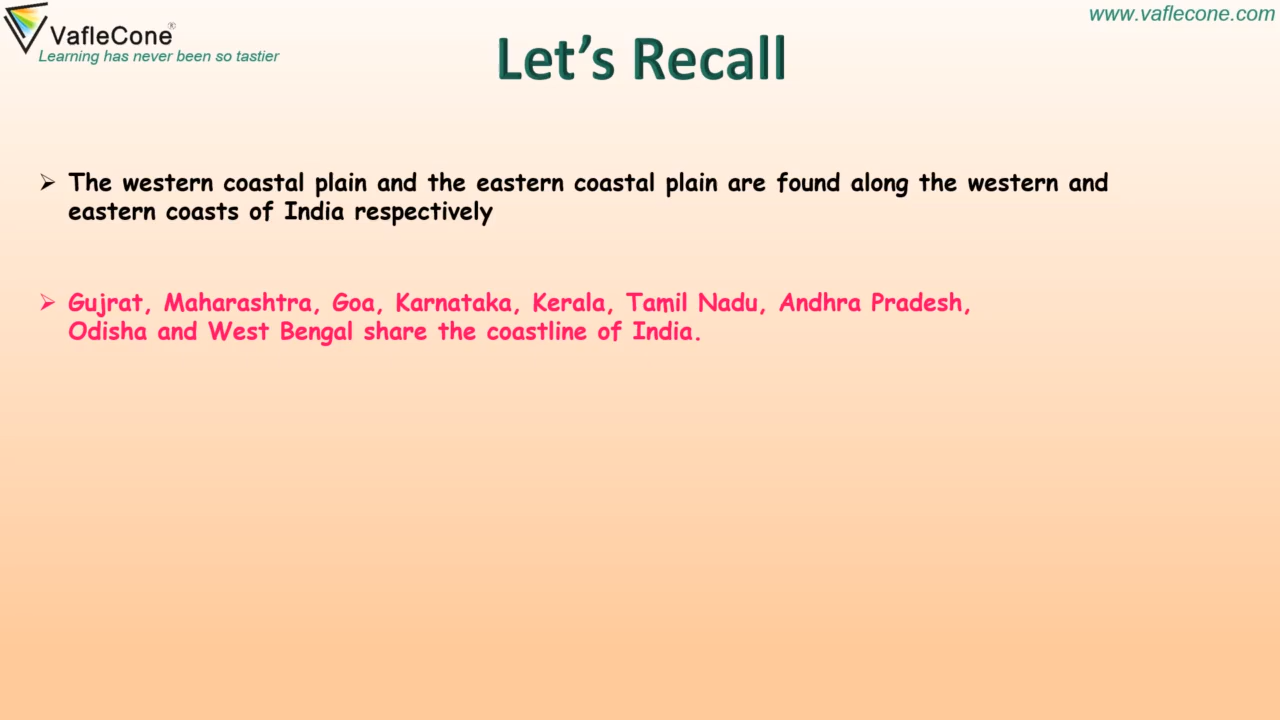 www.vaflecone.com
VafleCone®
Learning has never been so tastier
Let's Recall
➢ The western coastal plain and the eastern coastal plain are found along the western and
eastern coasts of India respectively
➢ Gujrat, Maharashtra, Goa, Karnataka, Kerala, Tamil Nadu, Andhra Pradesh,
Odisha and West Bengal share the coastline of India.